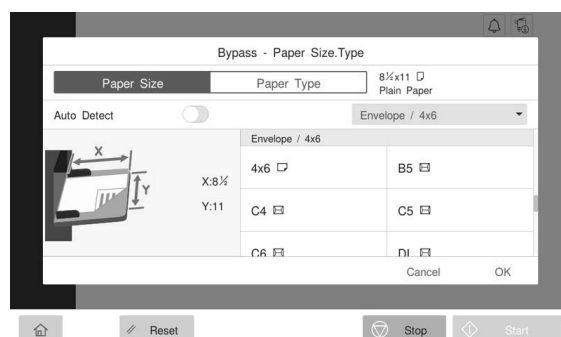 Bypass - Paper Size.Type
Paper Size
Paper Type
8½x11
Plain Paper
Auto Detect
Envelope / 4x6
Envelope / 4x6
X
Y
X:8½
Y:11
4x6
B5
C4
C5
C6
DL
Cancel
OK
Reset
Stop
Start